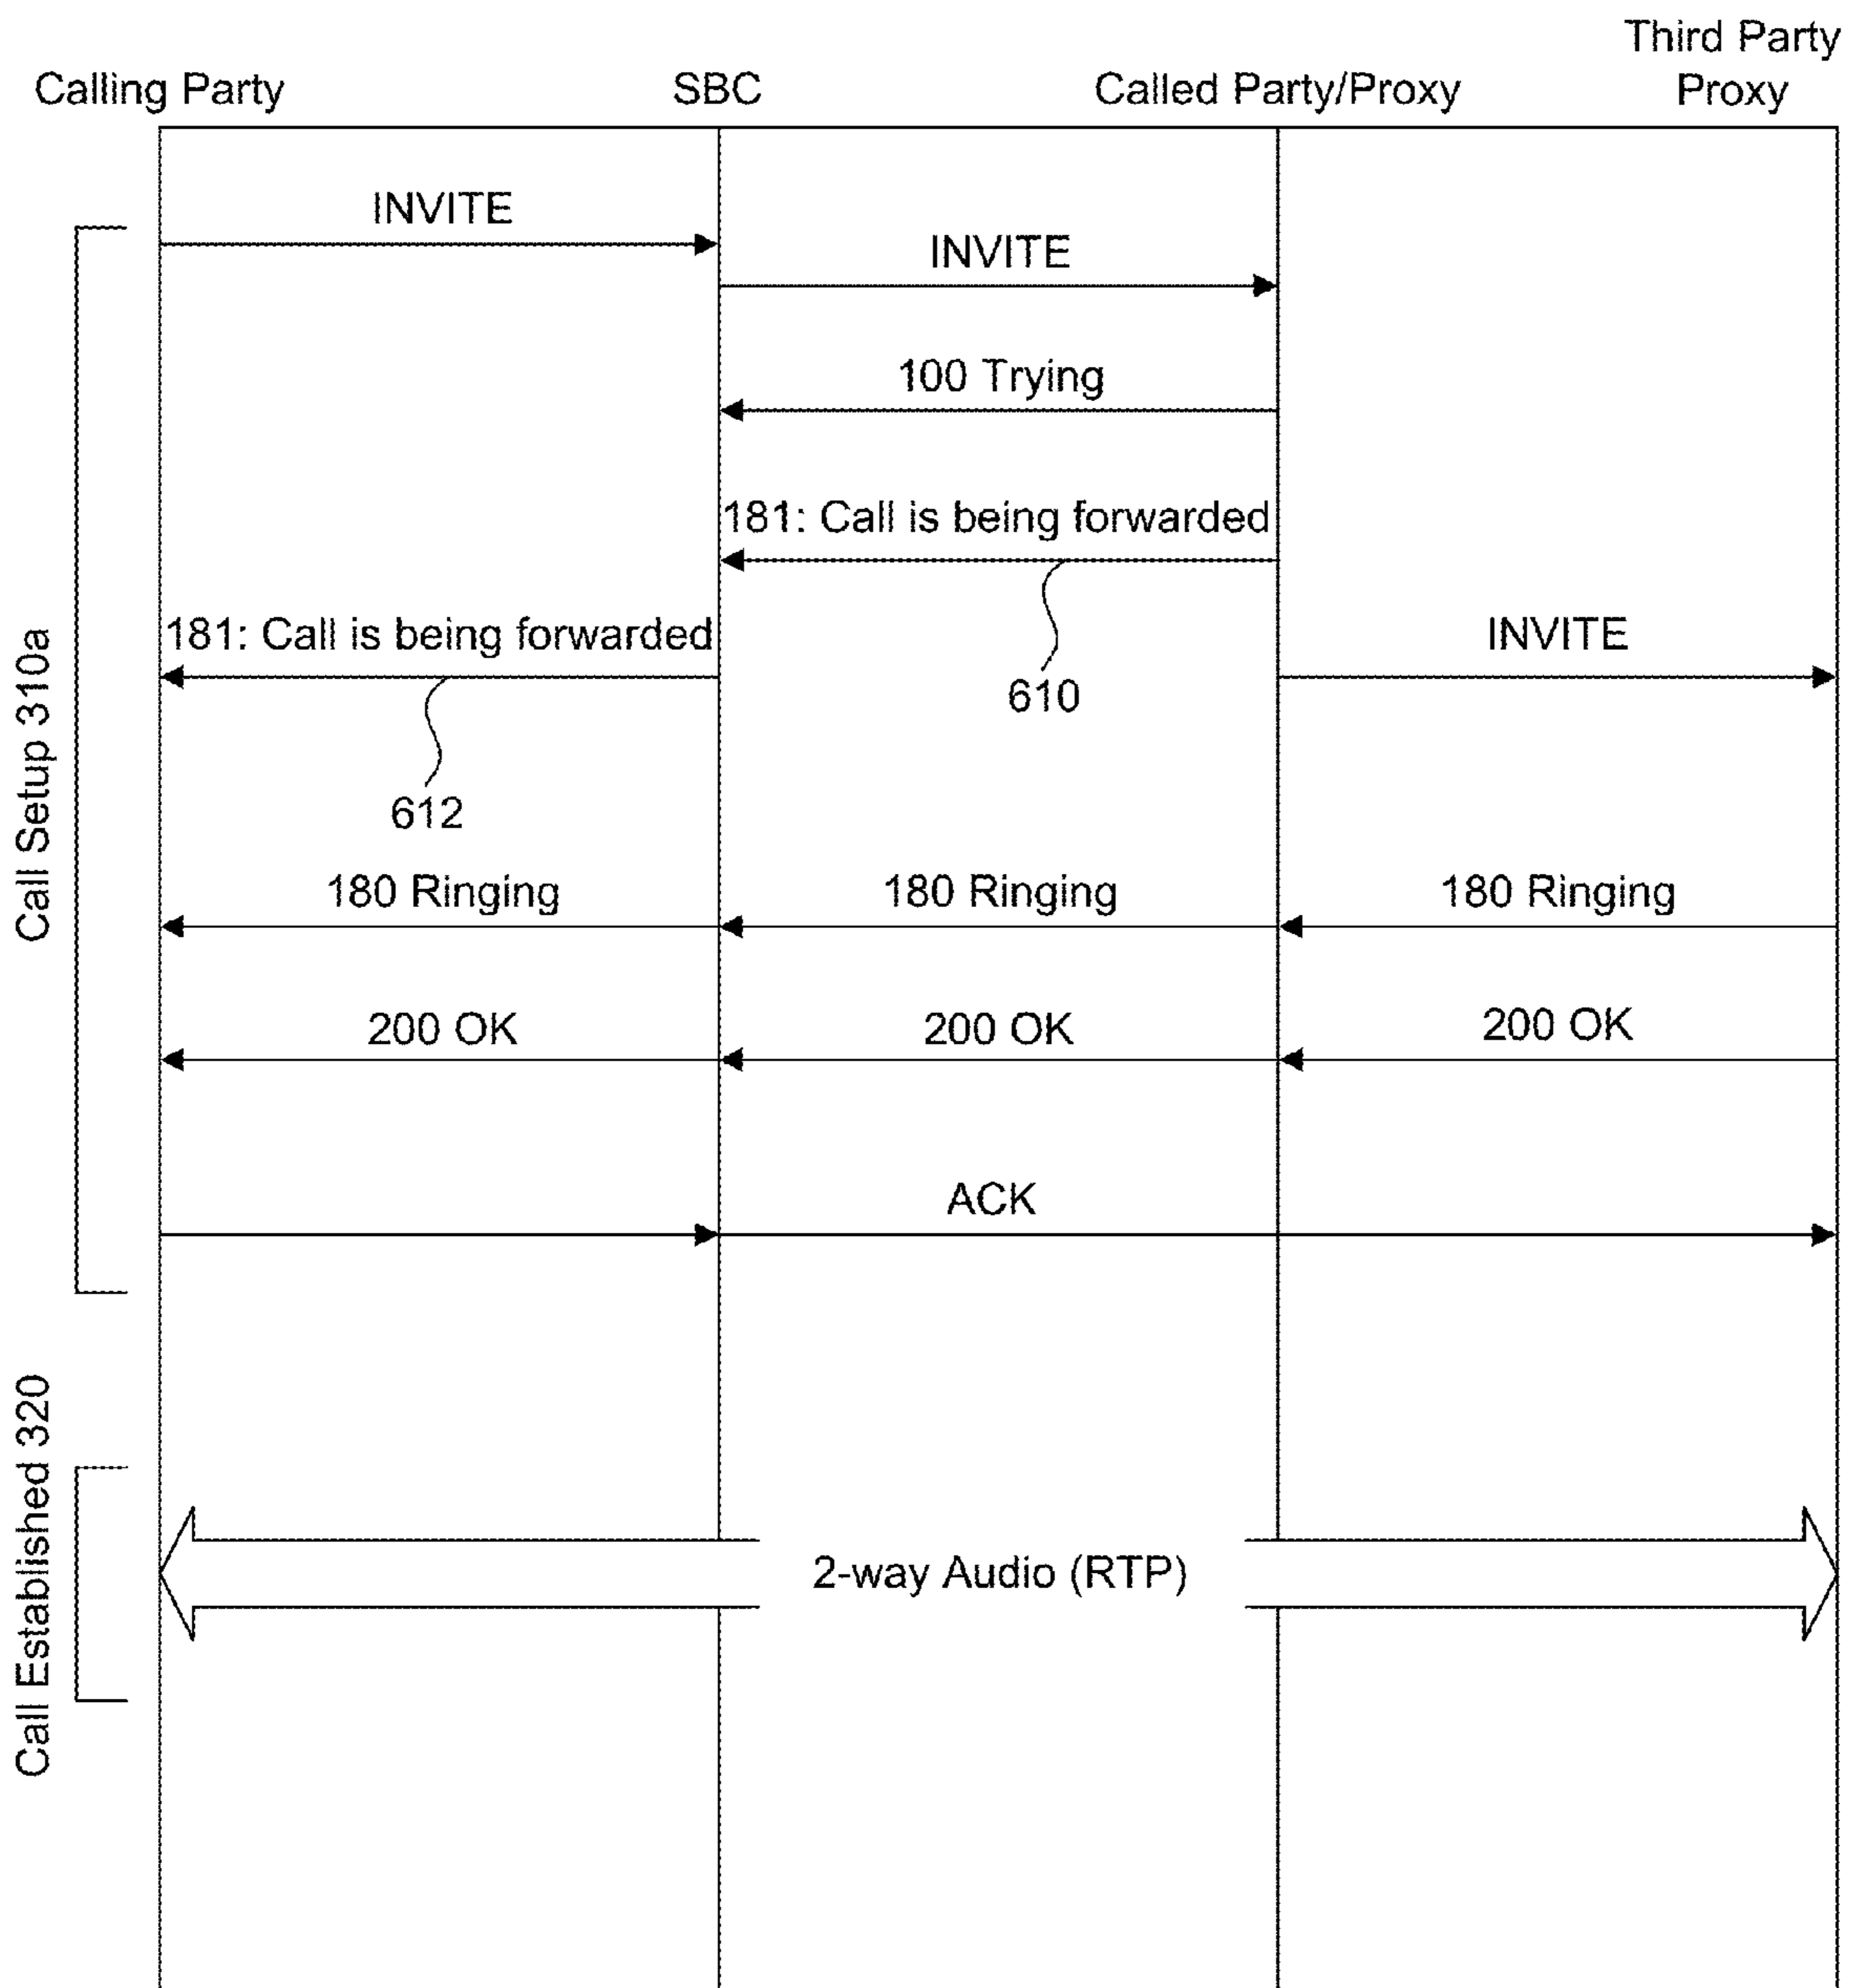 Calling Party
SBC
Called Party/Proxy
Third Party
Proxy
INVITE
INVITE
100 Trying
181: Call is being forwarded
610
181: Call is being forwarded
612
INVITE
Call Setup 310a
180 Ringing
180 Ringing
180 Ringing
200 OK
200 OK
200 OK
ACK
Call Established 320
2-way Audio (RTP)